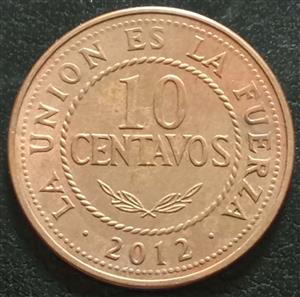 LA UNION ES LA FUERZA
10
CENTAVOS
· 2012 ·